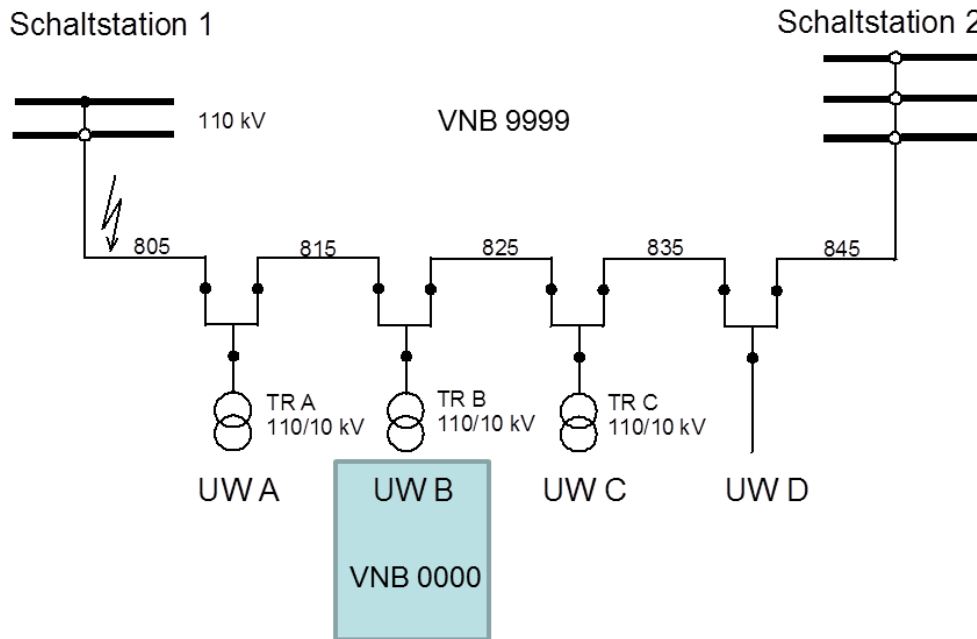 Schaltstation 1
Schaltstation 2
110 kV
VNB 9999
805
815
825
835
845
TR A
110/10 kV
TR B
110/10 kV
TR C
110/10 kV
UW A
UW B
UW C
UW D
VNB 0000